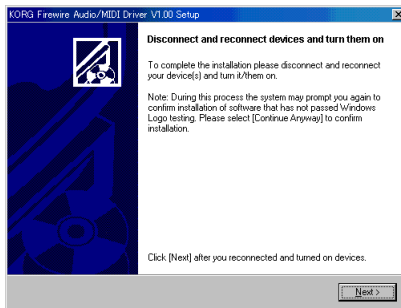 KORG Firewire Audio/MIDI Driver V1.00 Setup
Disconnect and reconnect devices and turn them on
To complete the installation please disconnect and reconnect
your device(s) and turn it/them on.
Note: During this process the system may prompt you again to
confirm installation of software that has not passed Windows
Logo testing. Please select [Continue Anyway] to confirm
installation.
Click [Next] after you reconnected and turned on devices.
Next >